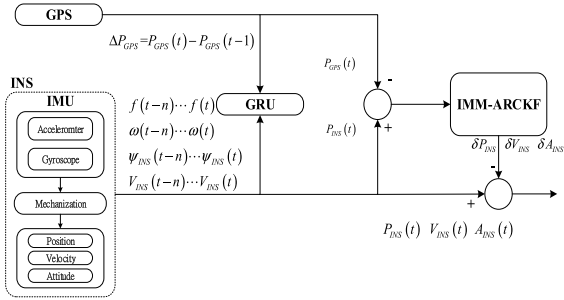 GPS
ΔP_GPS=P_GPS(t)−P_GPS(t−1)
P_GPS(t)
-
INS
IMU
Acceleromter
Gyroscope
Mechanization
Position
Velocity
Attitude
f(t−n)⋯f(t)
ω(t−n)⋯ω(t)
ψ_INS(t−n)⋯ψ_INS(t)
V_INS(t−n)⋯V_INS(t)
GRU
P_INS(t)
+
IMM-ARCKF
δP_INS δV_INS δA_INS
-
+
P_INS(t) V_INS(t) A_INS(t)